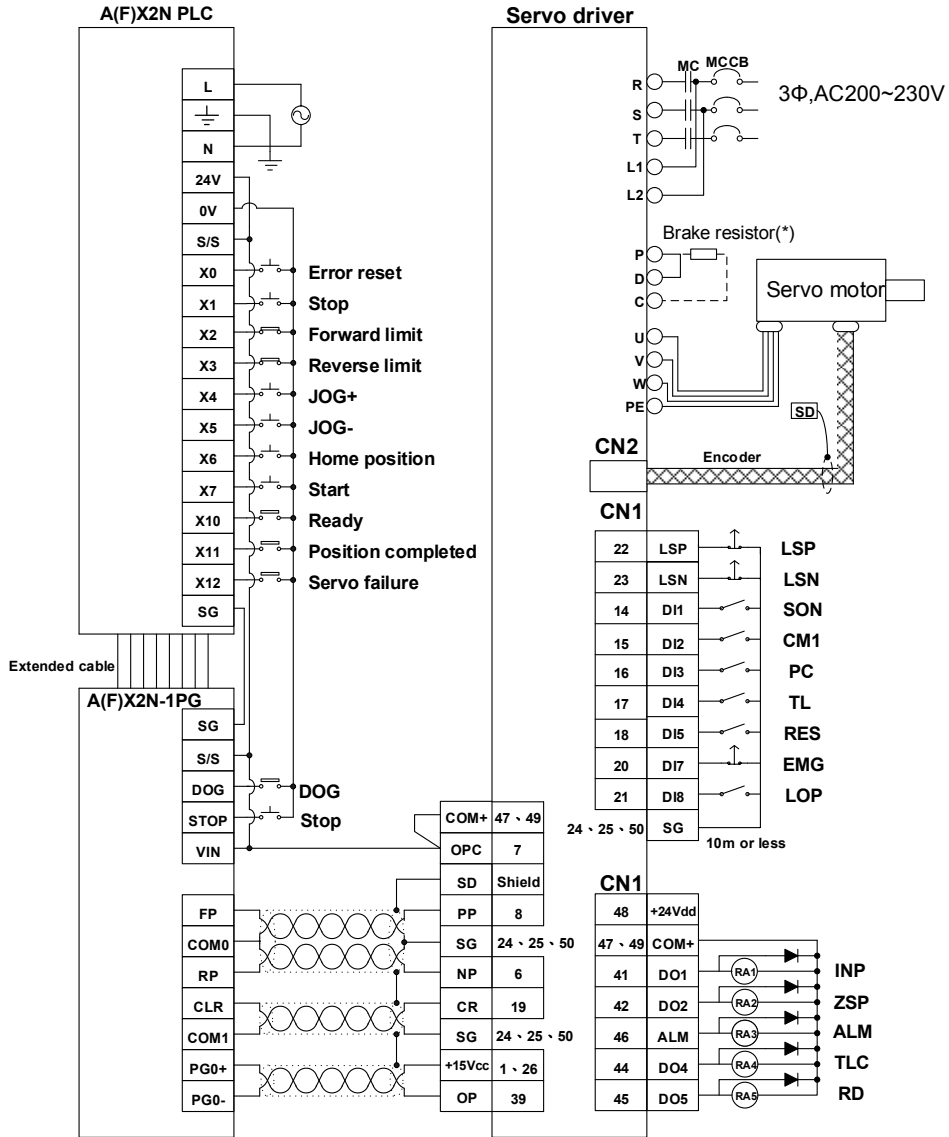 A(F)X2N PLC
L
N
24V
0V
S/S
X0 Error reset
X1 Stop
X2 Forward limit
X3 Reverse limit
X4 JOG+
X5 JOG-
X6 Home position
X7 Start
X10 Ready
X11 Position completed
X12 Servo failure
SG
Extended cable
A(F)X2N-1PG
SG
S/S
DOG DOG
STOP Stop
VIN
FP
COM0
RP
CLR
COM1
PG0+
PG0-
Servo driver
COM+ 47、49
OPC 7
SD Shield
PP 8
SG 24、25、50
NP 6
CR 19
SG 24、25、50
+15Vcc 1、26
OP 39
MC MCCB
R
S
T
L1
L2
3Φ,AC200~230V
Brake resistor(*)
P
D
C
Servo motor
U
V
W
PE
SD
CN2
Encoder
CN1
22 LSP LSP
23 LSN LSN
14 DI1 SON
15 DI2 CM1
16 DI3 PC
17 DI4 TL
18 DI5 RES
20 DI7 EMG
21 DI8 LOP
24、25、50 SG
10m or less
CN1
48 +24Vdd
47、49 COM+
41 DO1 RA1 INP
42 DO2 RA2 ZSP
46 ALM RA3 ALM
44 DO4 RA4 TLC
45 DO5 RA5 RD